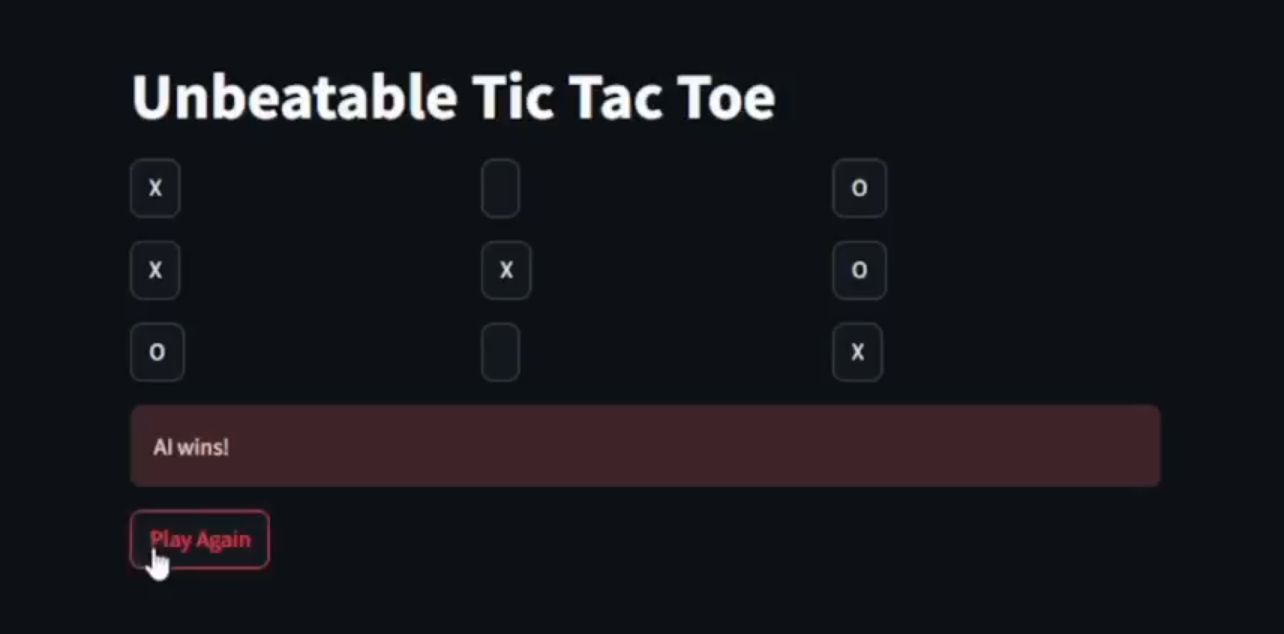 Unbeatable Tic Tac Toe
X O
X X O
O X
AI wins!
Play Again